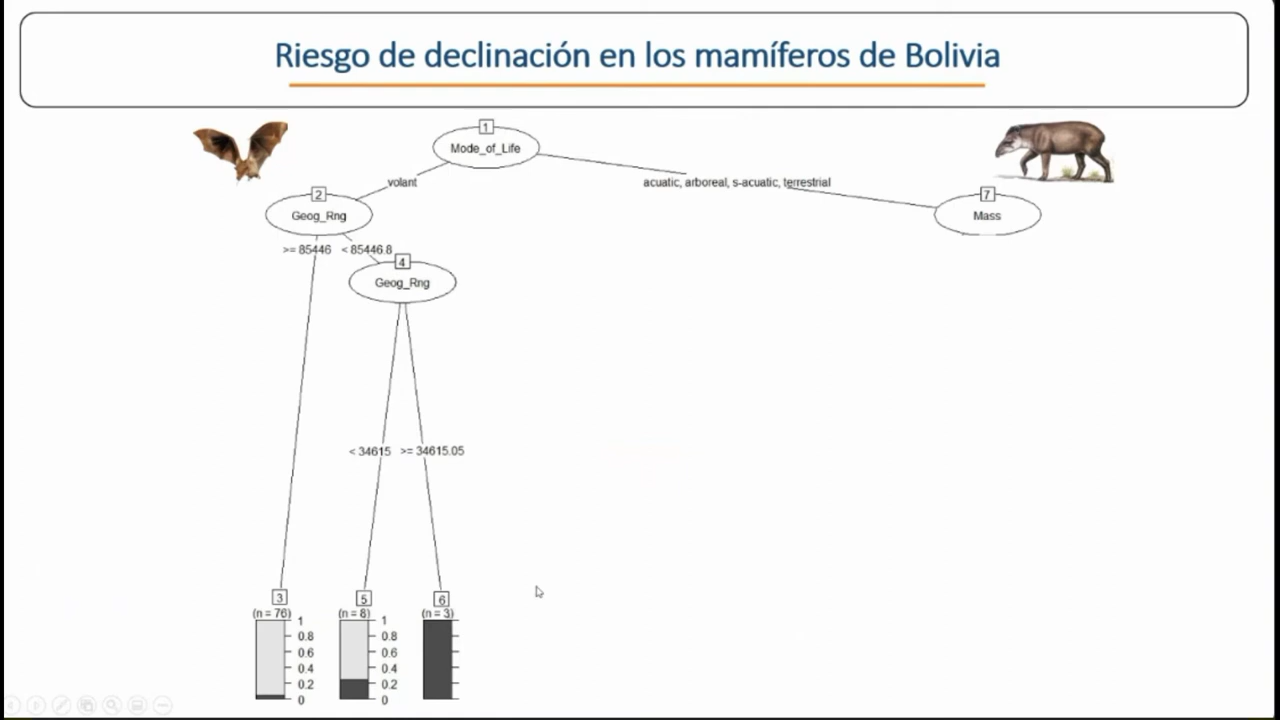 Riesgo de declinación en los mamíferos de Bolivia
1
Mode_of_Life
volant
acuatic, arboreal, s-acuatic, terrestrial
2
Geog_Rng
7
Mass
>= 85446 < 85446.8
4
Geog_Rng
< 34615 >= 34615.05
3
(n = 76)
1
0.8
0.6
0.4
0.2
0
5
(n = 8)
1
0.8
0.6
0.4
0.2
0
6
(n = 3)